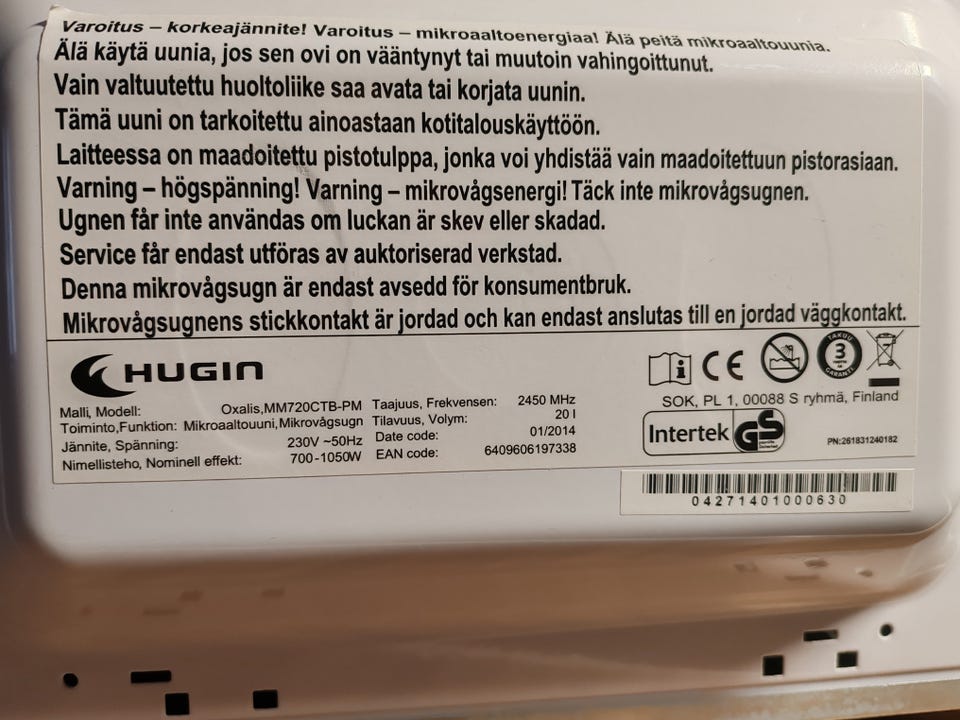 Varoitus – korkeajännite! Varoitus – mikroaaltoenergiaa! Älä peitä mikroaaltouunia.
Älä käytä uunia, jos sen ovi on vääntynyt tai muutoin vahingoittunut.
Vain valtuutettu huoltoliike saa avata tai korjata uunin.
Tämä uuni on tarkoitettu ainoastaan kotitalouskäyttöön.
Laitteessa on maadoitettu pistotulppa, jonka voi yhdistää vain maadoitettuun pistorasiaan.
Varning – högspänning! Varning – mikrovågsenergi! Täck inte mikrovågsugnen.
Ugnen får inte användas om luckan är skev eller skadad.
Service får endast utföras av auktoriserad verkstad.
Denna mikrovågsugn är endast avsedd för konsumentbruk.
Mikrovågsugnens stickkontakt är jordad och kan endast anslutas till en jordad väggkontakt.
HUGIN
Malli, Modell: Oxalis,MM720CTB-PM
Toiminto,Funktion: Mikroaaltouuni,Mikrovågsugn
Jännite, Spänning: 230V ~50Hz
Nimellisteho, Nominell effekt: 700-1050W
Taajuus, Frekvensen: 2450 MHz
Tilavuus, Volym: 20 l
Date code: 01/2014
EAN code: 6409606197338
CE
TAKUU
3
GARANTI
SOK, PL 1, 00088 S ryhmä, Finland
Intertek GS
PN:261831240182
04271401000630